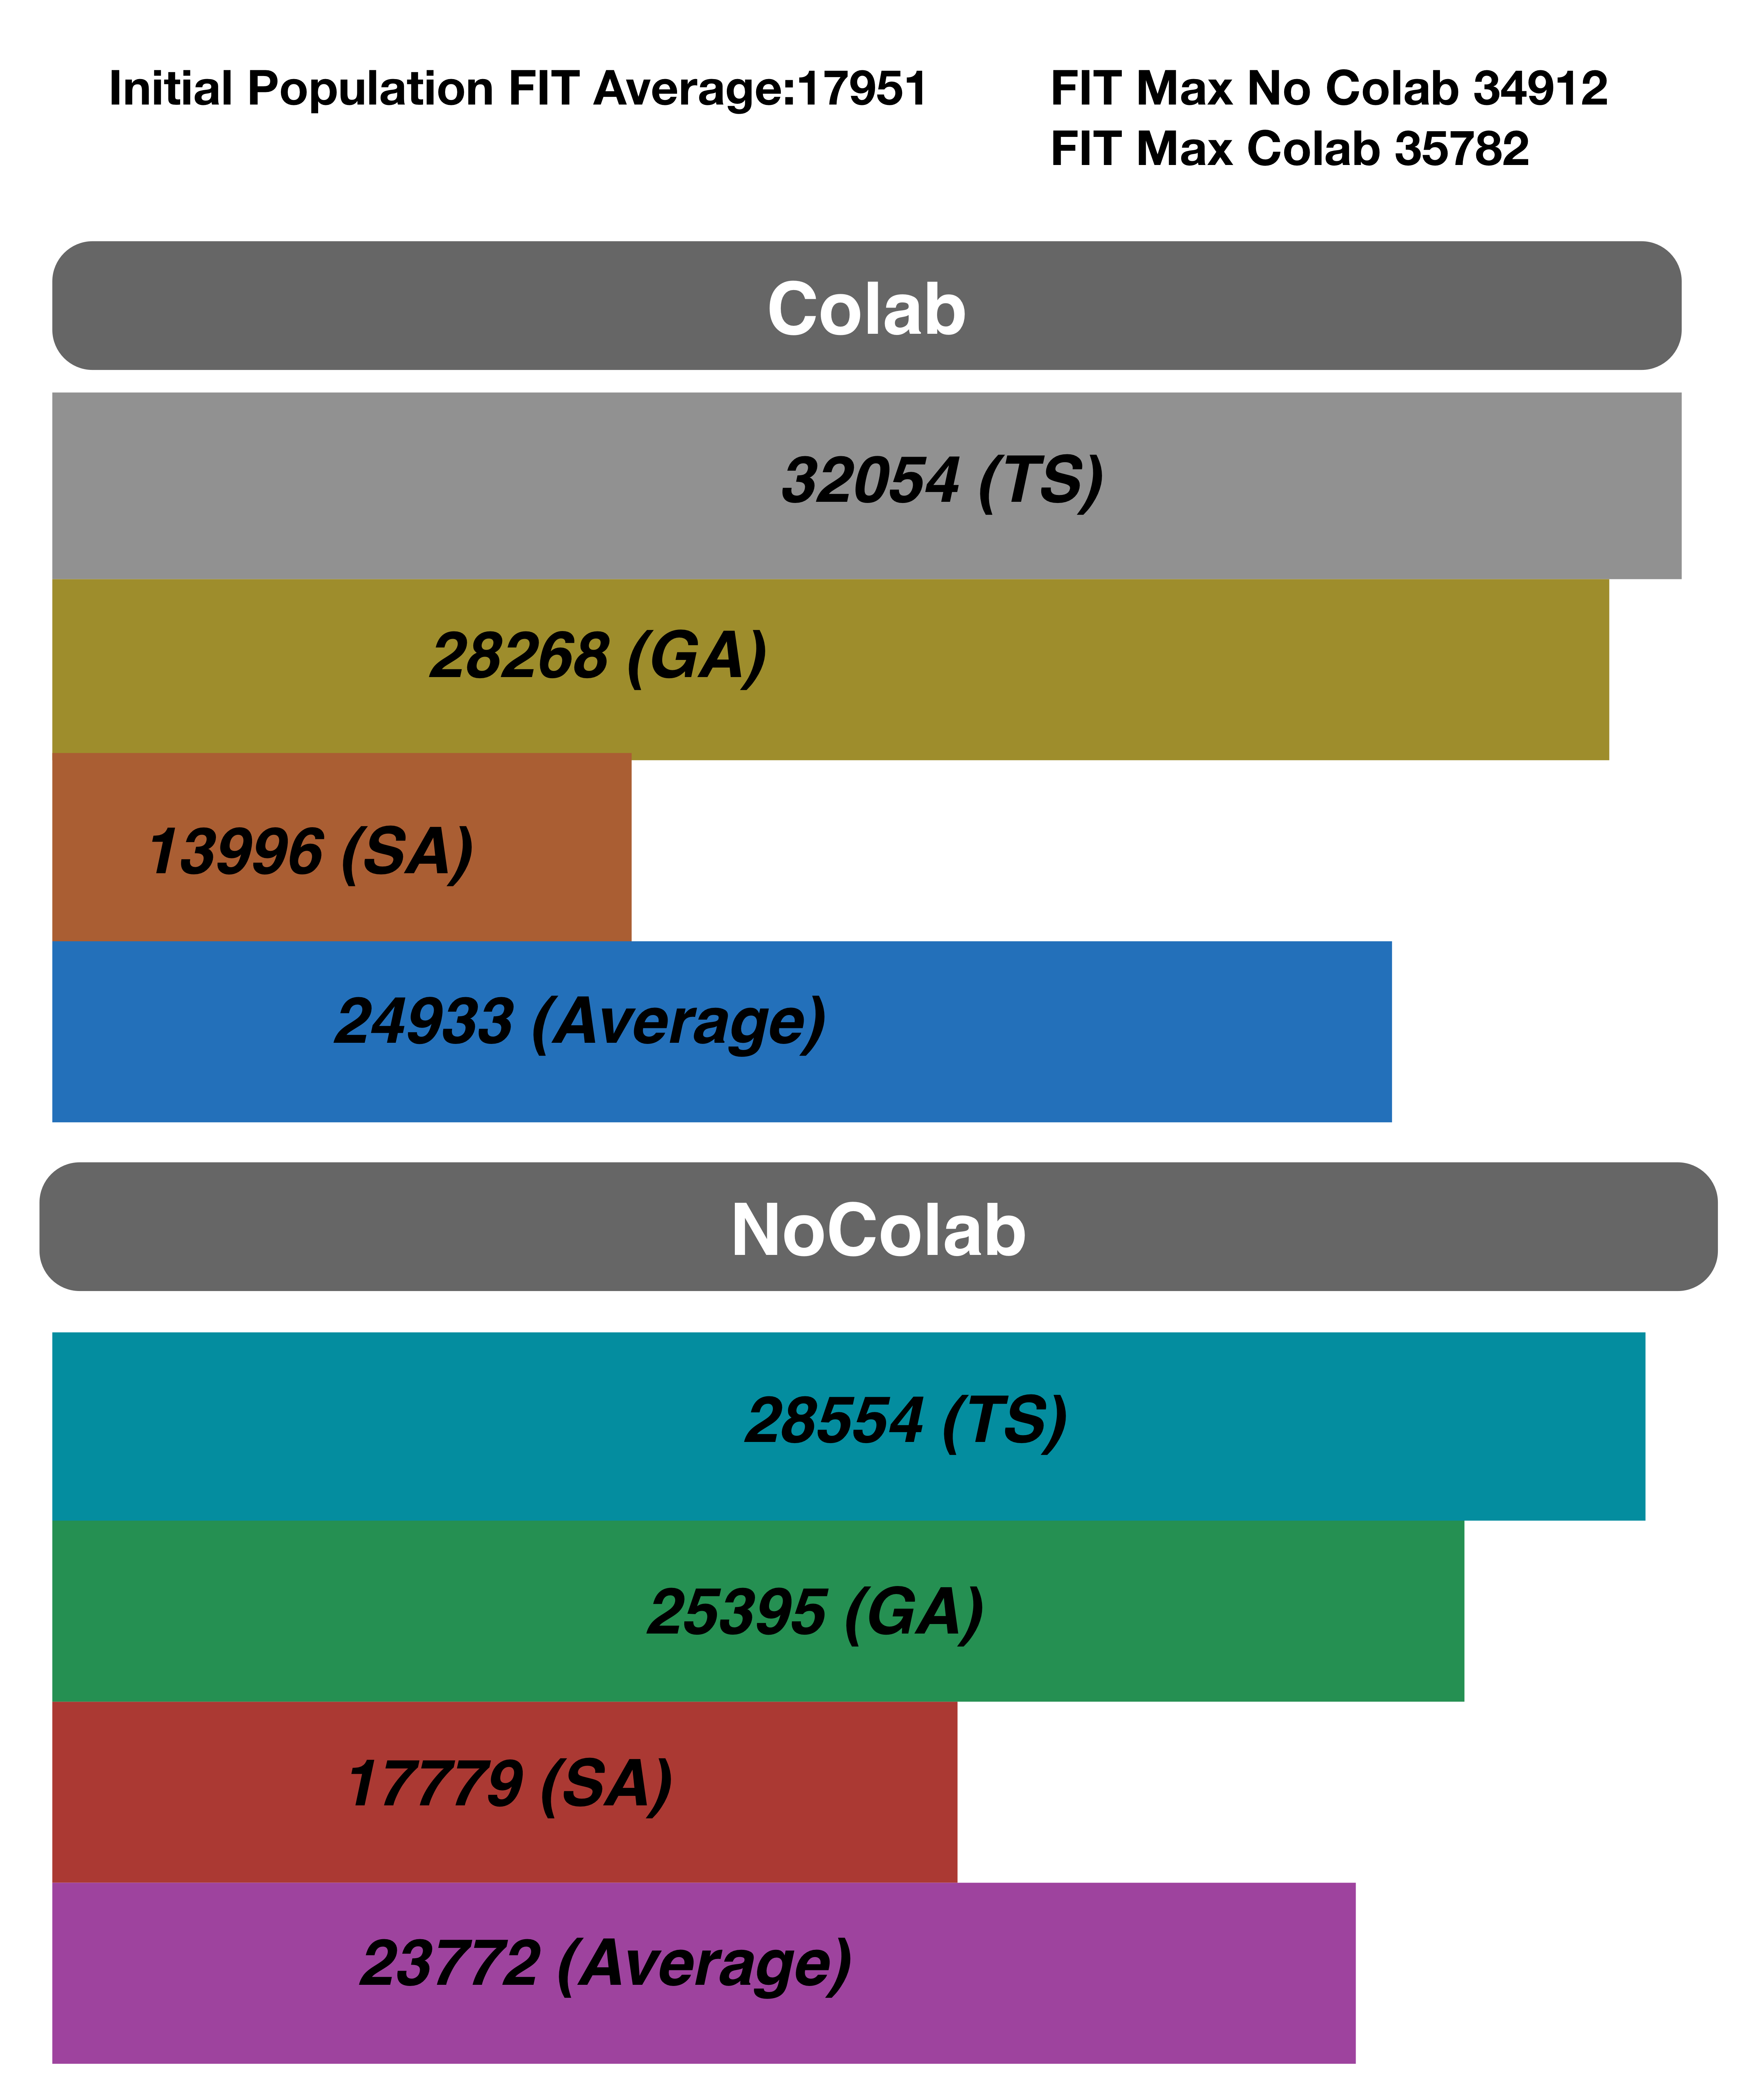 Initial Population FIT Average:17951
FIT Max No Colab 34912
FIT Max Colab 35782
Colab
32054 (TS)
28268 (GA)
13996 (SA)
24933 (Average)
NoColab
28554 (TS)
25395 (GA)
17779 (SA)
23772 (Average)